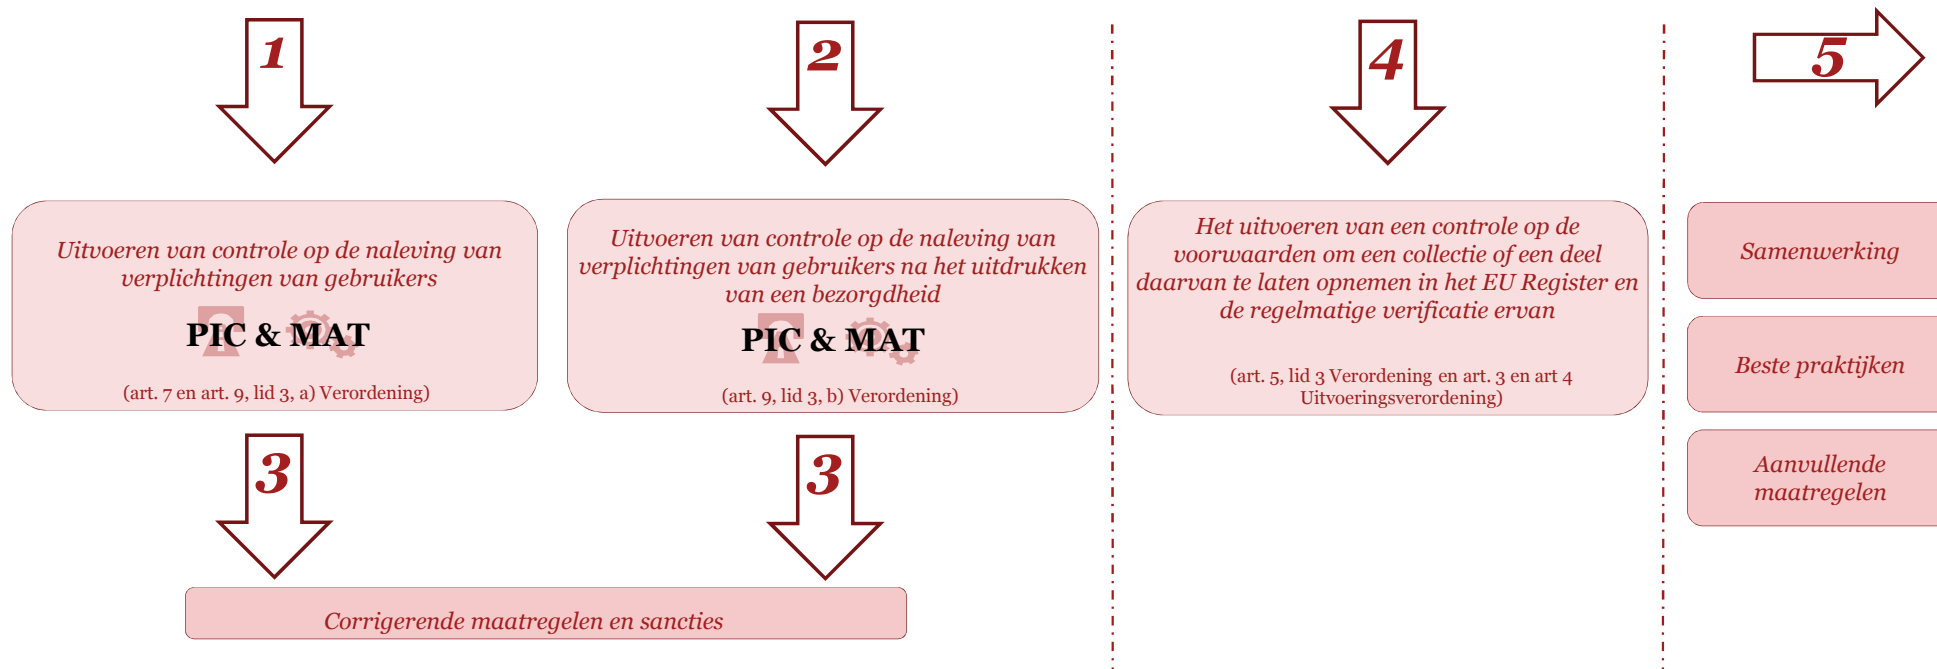 1
Uitvoeren van controle op de naleving van
verplichtingen van gebruikers
PIC & MAT
(art. 7 en art. 9, lid 3, a) Verordening)
3
2
Uitvoeren van controle op de naleving van
verplichtingen van gebruikers na het uitdrukken
van een bezorgdheid
PIC & MAT
(art. 9, lid 3, b) Verordening)
3
Corrigerende maatregelen en sancties
4
Het uitvoeren van een controle op de
voorwaarden om een collectie of een deel
daarvan te laten opnemen in het EU Register en
de regelmatige verificatie ervan
(art. 5, lid 3 Verordening en art. 3 en art 4
Uitvoeringsverordening)
5
Samenwerking
Beste praktijken
Aanvullende
maatregelen